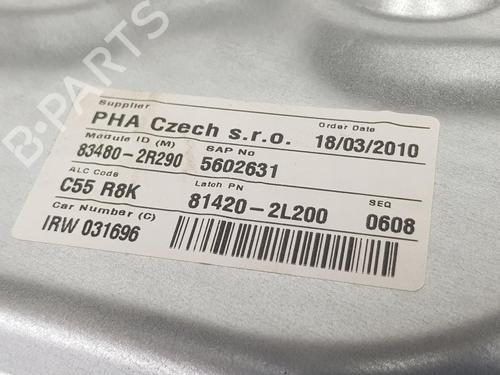 B-PARTS
Supplier
PHA Czech s.r.o.
Order Date
18/03/2010
Module ID (M)
83480-2R290
SAP No
5602631
ALC Code
C55 R8K
Latch PN
81420-2L200
SEQ
0608
Car Number (C)
IRW 031696